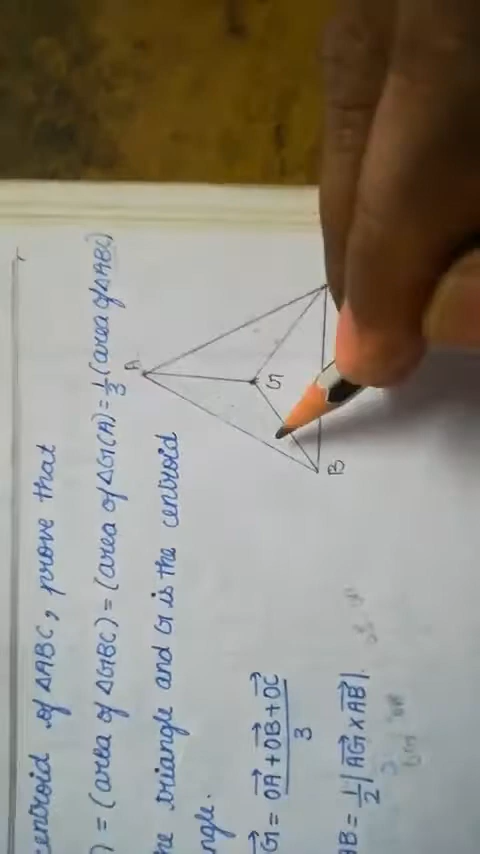 centroid of ΔABC, prove that
) = (area of ΔGBC) = (area of ΔGCA) = 1/3 (area of ΔABC)
the triangle and G is the centroid
A
G
B
OA + OB + OC
3
AB = 1/2 | AG × AB |.